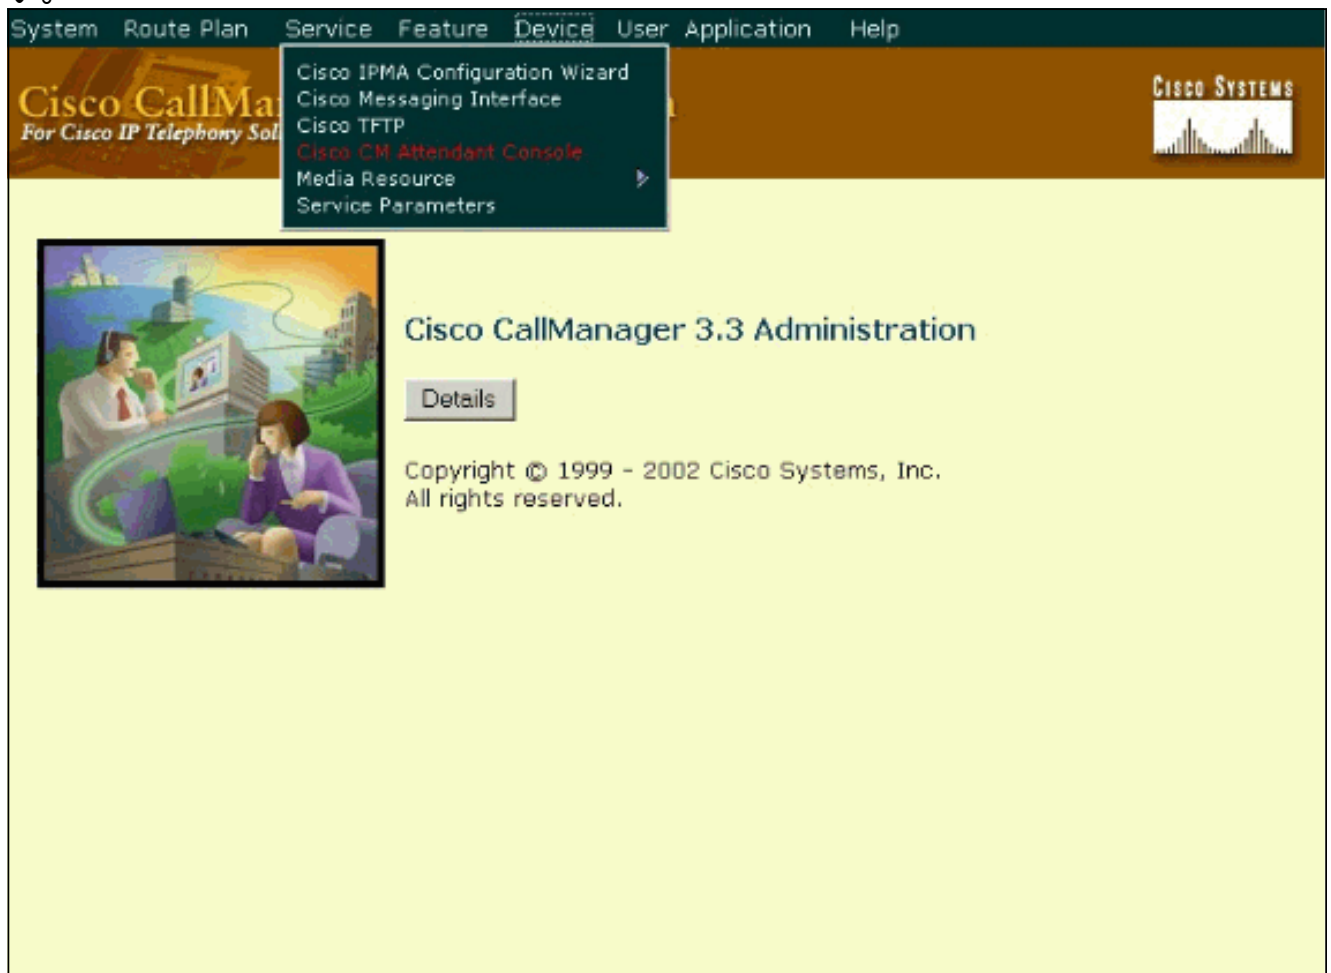 System Route Plan Service Feature Device User Application Help
Cisco IPMA Configuration Wizard
Cisco Messaging Interface
Cisco TFTP
Cisco CM Attendant Console
Media Resource
Service Parameters
Cisco CallMa
For Cisco IP Telephony Sol
CISCO SYSTEMS
Cisco CallManager 3.3 Administration
Details
Copyright © 1999 - 2002 Cisco Systems, Inc.
All rights reserved.